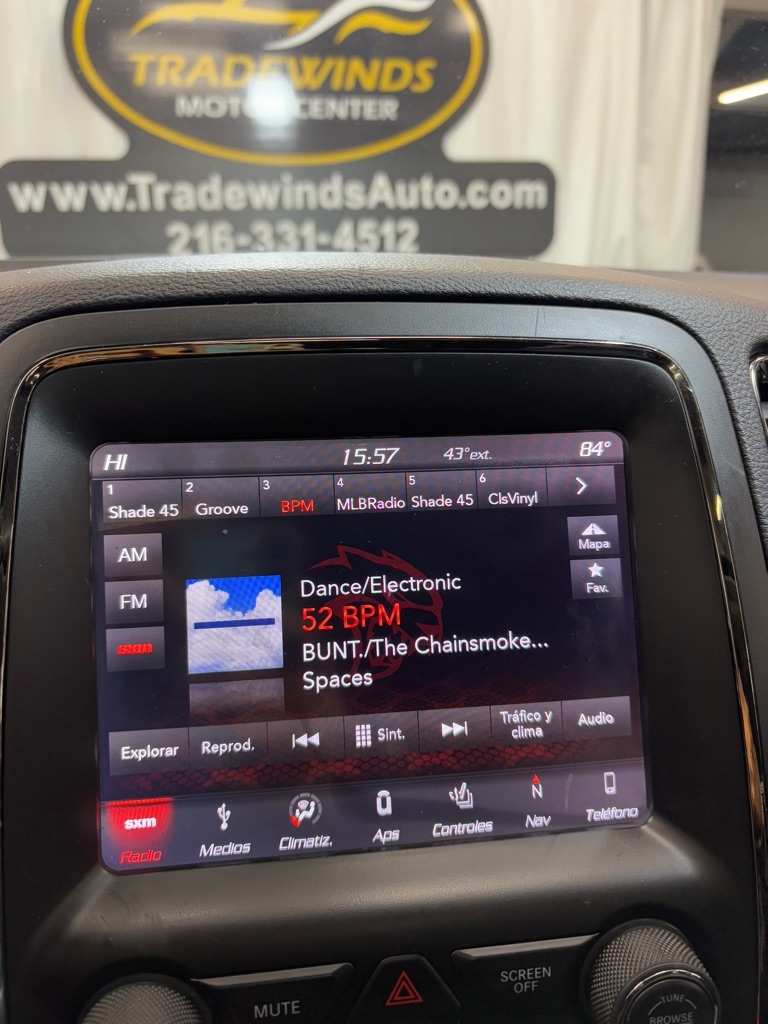 TRADEWINDS
MOTOR CENTER
www.TradewindsAuto.com
216-331-4512
HI 15:57 43°ext. 84°
1 Shade 45 2 Groove 3 BPM 4 MLBRadio 5 Shade 45 6 ClsVinyl
AM
FM
sxm
Mapa
Fav.
Dance/Electronic
52 BPM
BUNT./The Chainsmoke...
Spaces
Explorar Reprod. Sint. Tráfico y clima Audio
sxm N
Radio Medios Climatiz. Aps Controles Nav Teléfono
MUTE
SCREEN
OFF
TUNE
BROWSE